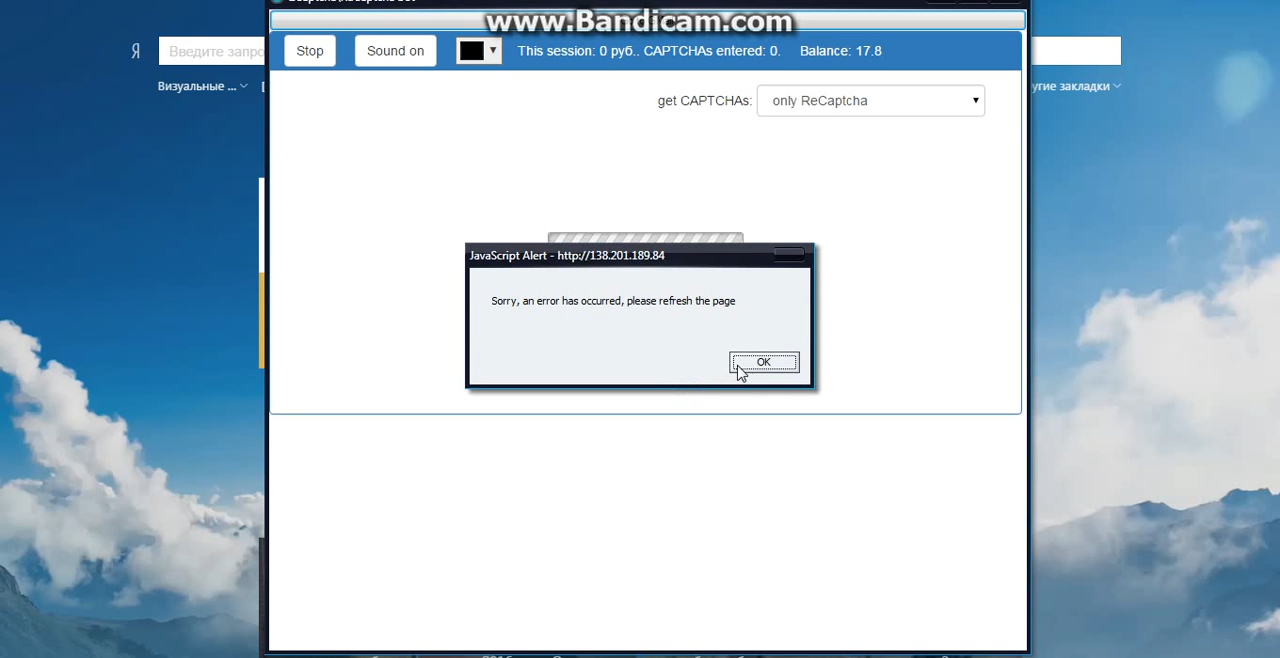 www.Bandicam.com
Я
Введите запро
Stop
Sound on
This session: 0 руб.. CAPTCHAs entered: 0.
Balance: 17.8
Визуальные ...
угие закладки
get CAPTCHAs:
only ReCaptcha
JavaScript Alert - http://138.201.189.84
Sorry, an error has occurred, please refresh the page
OK